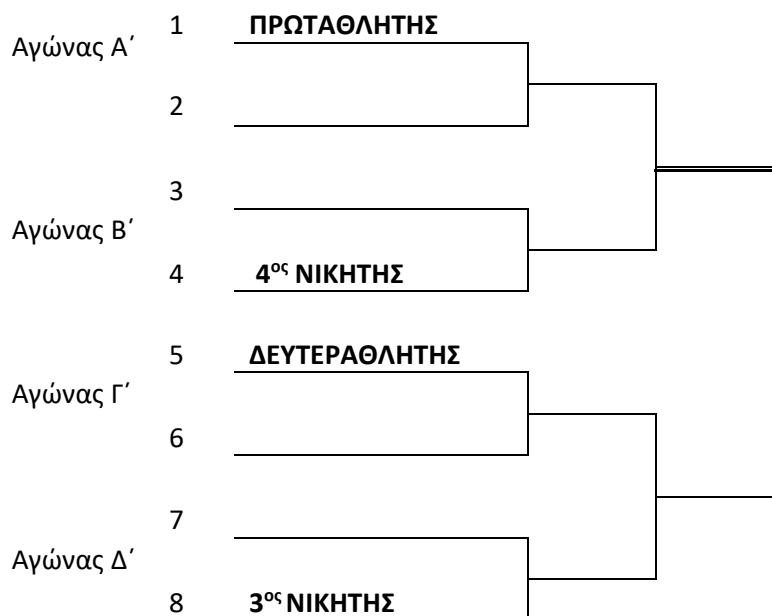 1 ΠΡΩΤΑΘΛΗΤΗΣ
Αγώνας Α΄
2
3
Αγώνας Β΄
4 4ος ΝΙΚΗΤΗΣ
5 ΔΕΥΤΕΡΑΘΛΗΤΗΣ
Αγώνας Γ΄
6
7
Αγώνας Δ΄
8 3ος ΝΙΚΗΤΗΣ